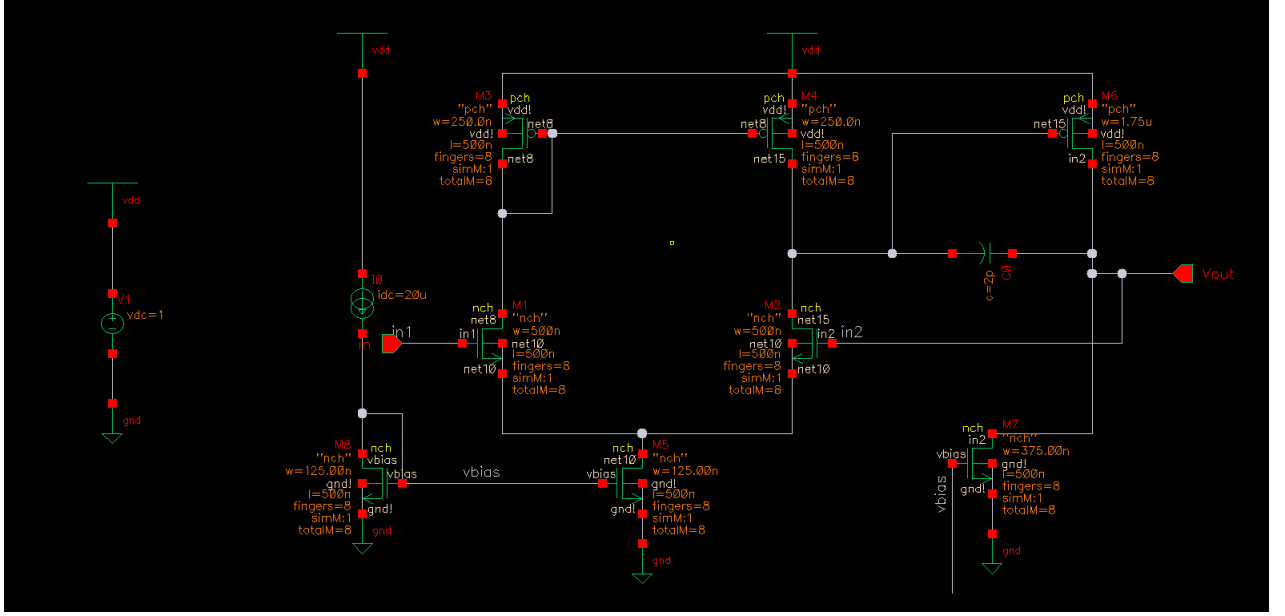 vdd
vdd
V1
vdc=1
gnd
vdd
I0
idc=20u
in1
M3
pch
"pch"
vdd!
w=250.0n
net8
vdd!
l=500n
net8
fingers=8
simM:1
totalM=8
M4
pch
"pch"
vdd!
w=250.0n
net8
vdd!
l=500n
net15
fingers=8
simM:1
totalM=8
M6
pch
"pch"
vdd!
w=1.75u
net15
vdd!
l=500n
in2
fingers=8
simM:1
totalM=8
C0
c=2p
Vout
M1
nch
"nch"
net8
w=500n
in1
net10
l=500n
net10
fingers=8
simM:1
totalM=8
M2
nch
"nch"
net15
w=500n
in2
in2
net10
l=500n
net10
fingers=8
simM:1
totalM=8
M8
nch
"nch"
vbias
w=125.00n
vbias
gnd!
l=500n
gnd!
fingers=8
simM:1
totalM=8
gnd
vbias
M5
nch
"nch"
net10
w=125.00n
vbias
gnd!
l=500n
gnd!
fingers=8
simM:1
totalM=8
gnd
M7
nch
"nch"
in2
w=375.00n
vbias
gnd!
l=500n
gnd!
fingers=8
simM:1
totalM=8
gnd
vbias